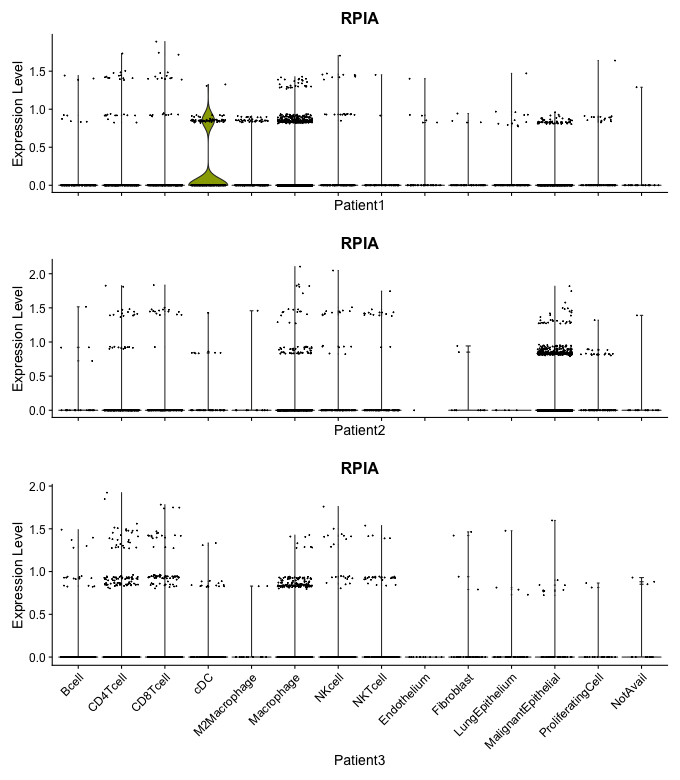 RPIA
Expression Level
1.5
1.0
0.5
0.0
Patient1
RPIA
Expression Level
2.0
1.5
1.0
0.5
0.0
Patient2
RPIA
Expression Level
2.0
1.5
1.0
0.5
0.0
Bcell
CD4Tcell
CD8Tcell
cDC
M2Macrophage
Macrophage
NKcell
NKTcell
Endothelium
Fibroblast
LungEpithelium
MalignantEpithelial
ProliferatingCell
NotAvail
Patient3